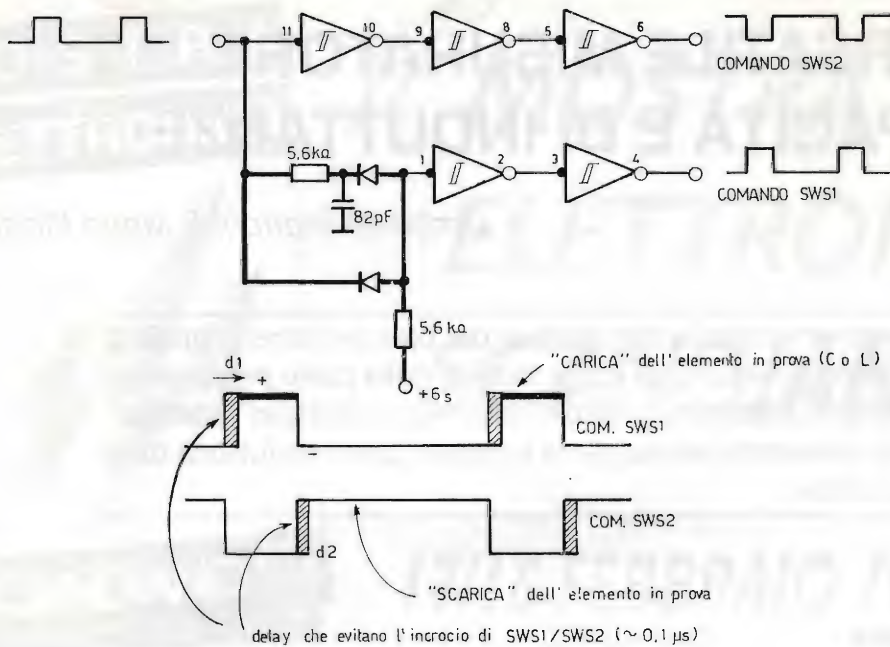 11
10
9
8
5
6
COMANDO SWS2
5,6kΩ
1
2
3
4
82pF
COMANDO SWS1
5,6 kΩ
+6s
d1
+
"CARICA" dell'elemento in prova (C o L)
COM. SWS1
-
COM. SWS2
d2
"SCARICA" dell'elemento in prova
delay che evitano l'incrocio di SWS1/SWS2 (~0,1 μs)